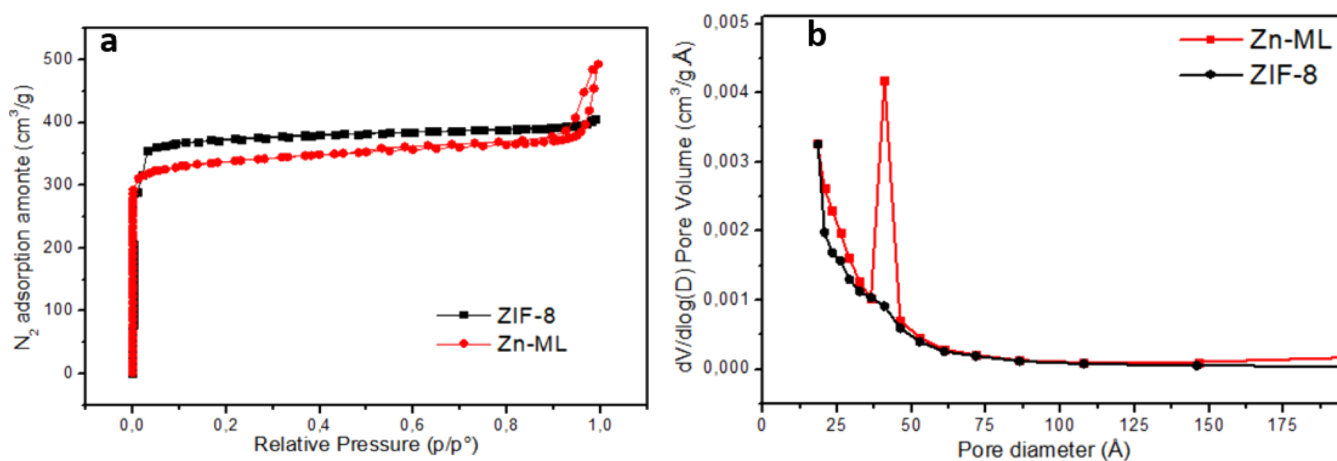 a
N₂ adsorption amonte (cm³/g)
500
400
300
200
100
0
ZIF-8
Zn-ML
0,0 0,2 0,4 0,6 0,8 1,0
Relative Pressure (p/p°)
b
dV/dlog(D) Pore Volume (cm³/g.Å)
0,005
0,004
0,003
0,002
0,001
0,000
Zn-ML
ZIF-8
0 25 50 75 100 125 150 175
Pore diameter (Å)